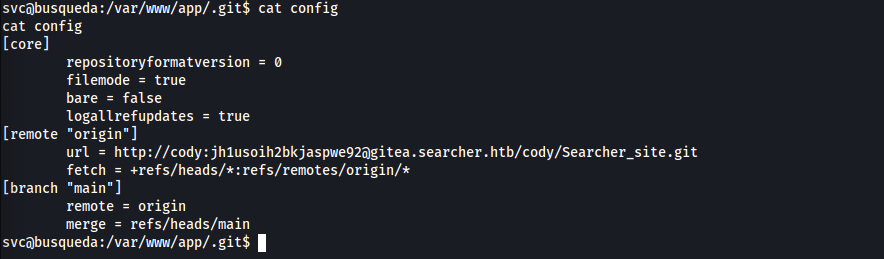 svc@busqueda:/var/www/app/.git$ cat config
cat config
[core]
        repositoryformatversion = 0
        filemode = true
        bare = false
        logallrefupdates = true
[remote "origin"]
        url = http://cody:jh1usoih2bkjaspwe92@gitea.searcher.htb/cody/Searcher_site.git
        fetch = +refs/heads/*:refs/remotes/origin/*
[branch "main"]
        remote = origin
        merge = refs/heads/main
svc@busqueda:/var/www/app/.git$